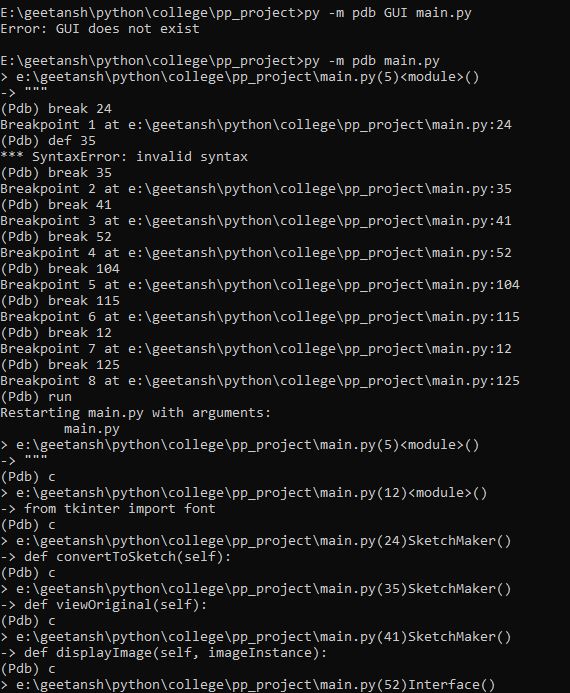 E:\geetansh\python\college\pp_project>py -m pdb GUI main.py
Error: GUI does not exist
E:\geetansh\python\college\pp_project>py -m pdb main.py
> e:\geetansh\python\college\pp_project\main.py(5)<module>()
-> """
(Pdb) break 24
Breakpoint 1 at e:\geetansh\python\college\pp_project\main.py:24
(Pdb) def 35
*** SyntaxError: invalid syntax
(Pdb) break 35
Breakpoint 2 at e:\geetansh\python\college\pp_project\main.py:35
(Pdb) break 41
Breakpoint 3 at e:\geetansh\python\college\pp_project\main.py:41
(Pdb) break 52
Breakpoint 4 at e:\geetansh\python\college\pp_project\main.py:52
(Pdb) break 104
Breakpoint 5 at e:\geetansh\python\college\pp_project\main.py:104
(Pdb) break 115
Breakpoint 6 at e:\geetansh\python\college\pp_project\main.py:115
(Pdb) break 12
Breakpoint 7 at e:\geetansh\python\college\pp_project\main.py:12
(Pdb) break 125
Breakpoint 8 at e:\geetansh\python\college\pp_project\main.py:125
(Pdb) run
Restarting main.py with arguments:
        main.py
> e:\geetansh\python\college\pp_project\main.py(5)<module>()
-> """
(Pdb) c
> e:\geetansh\python\college\pp_project\main.py(12)<module>()
-> from tkinter import font
(Pdb) c
> e:\geetansh\python\college\pp_project\main.py(24)SketchMaker()
-> def convertToSketch(self):
(Pdb) c
> e:\geetansh\python\college\pp_project\main.py(35)SketchMaker()
-> def viewOriginal(self):
(Pdb) c
> e:\geetansh\python\college\pp_project\main.py(41)SketchMaker()
-> def displayImage(self, imageInstance):
(Pdb) c
> e:\geetansh\python\college\pp_project\main.py(52)Interface()